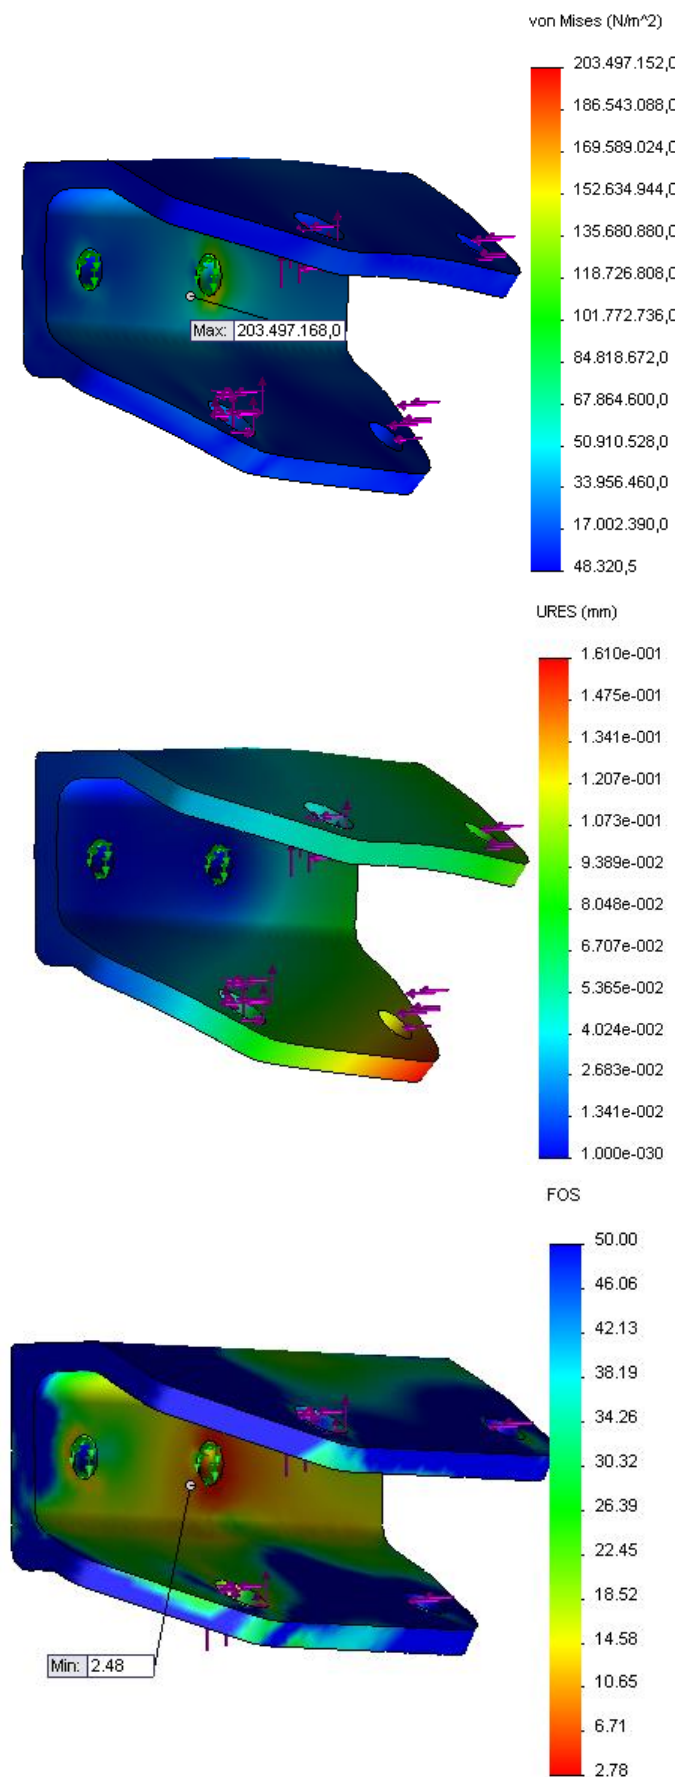 von Mises (N/m^2)
203.497.152,0
186.543.088,0
169.589.024,0
152.634.944,0
135.680.880,0
118.726.808,0
101.772.736,0
84.818.672,0
67.864.600,0
50.910.528,0
33.956.460,0
17.002.390,0
48.320,5
Max: 203.497.168,0
URES (mm)
1.610e-001
1.475e-001
1.341e-001
1.207e-001
1.073e-001
9.389e-002
8.048e-002
6.707e-002
5.365e-002
4.024e-002
2.683e-002
1.341e-002
1.000e-030
FOS
50.00
46.06
42.13
38.19
34.26
30.32
26.39
22.45
18.52
14.58
10.65
6.71
2.78
Min: 2.48